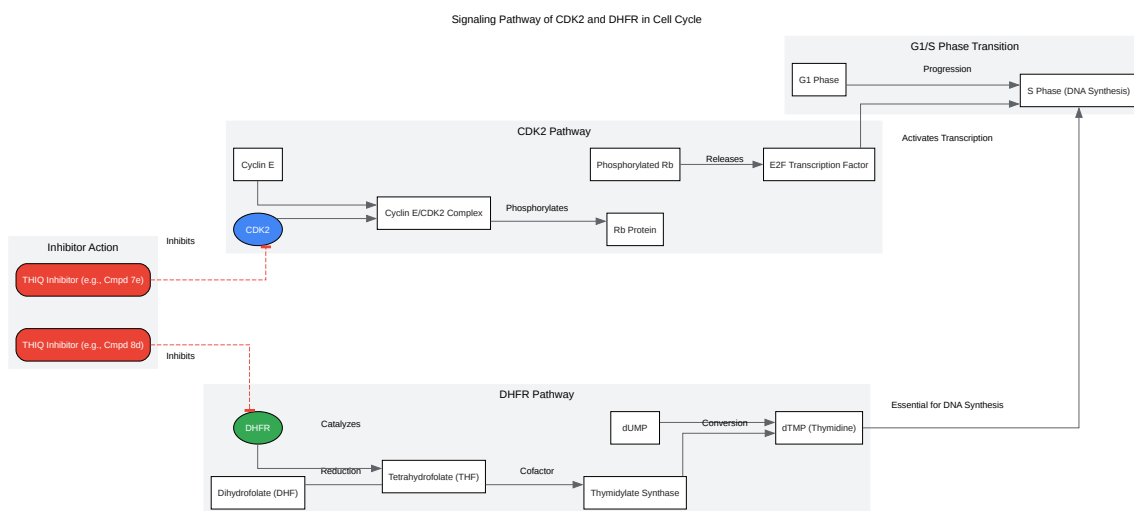 Signaling Pathway of CDK2 and DHFR in Cell Cycle
G1/S Phase Transition
G1 Phase
Progression
S Phase (DNA Synthesis)
CDK2 Pathway
Activates Transcription
Cyclin E
Phosphorylated Rb
Releases
E2F Transcription Factor
Cyclin E/CDK2 Complex
Phosphorylates
CDK2
Rb Protein
Inhibitor Action
Inhibits
THIQ Inhibitor (e.g., Cmpd 7e)
THIQ Inhibitor (e.g., Cmpd 8d)
Inhibits
DHFR Pathway
Essential for DNA Synthesis
DHFR
Catalyzes
dUMP
Conversion
dTMP (Thymidine)
Reduction
Tetrahydrofolate (THF)
Cofactor
Dihydrofolate (DHF)
Thymidylate Synthase